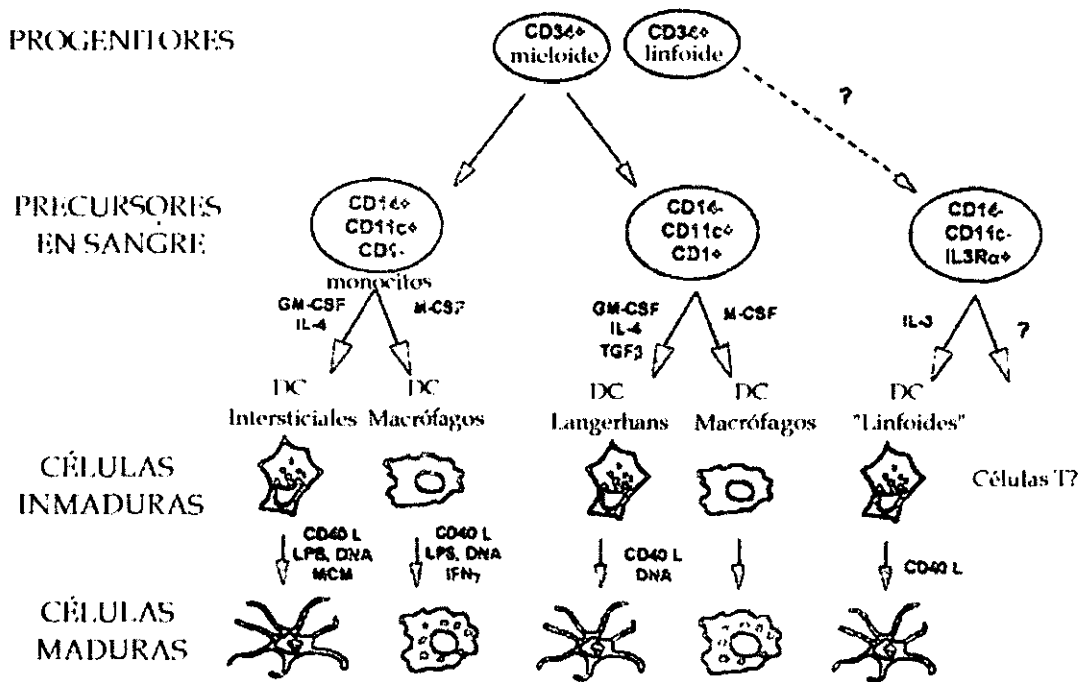 PROGENITORES
CD34+
mieloide
CD34+
linfoide
?
PRECURSORES
EN SANGRE
CD14+
CD11c+
CD1-
monocitos
CD14-
CD11c+
CD1+
CD14-
CD11c-
IL3Rα+
GM-CSF
IL-4
M-CSF
GM-CSF
IL-4
TGFβ
M-CSF
IL-3
?
DC
Intersticiales
DC
Macrófagos
DC
Langerhans
DC
Macrófagos
DC
"Linfoides"
CÉLULAS
INMADURAS
Células T?
CD40 L
LPS, DNA
MCM
CD40 L
LPS, DNA
IFNγ
CD40 L
DNA
CD40 L
CÉLULAS
MADURAS